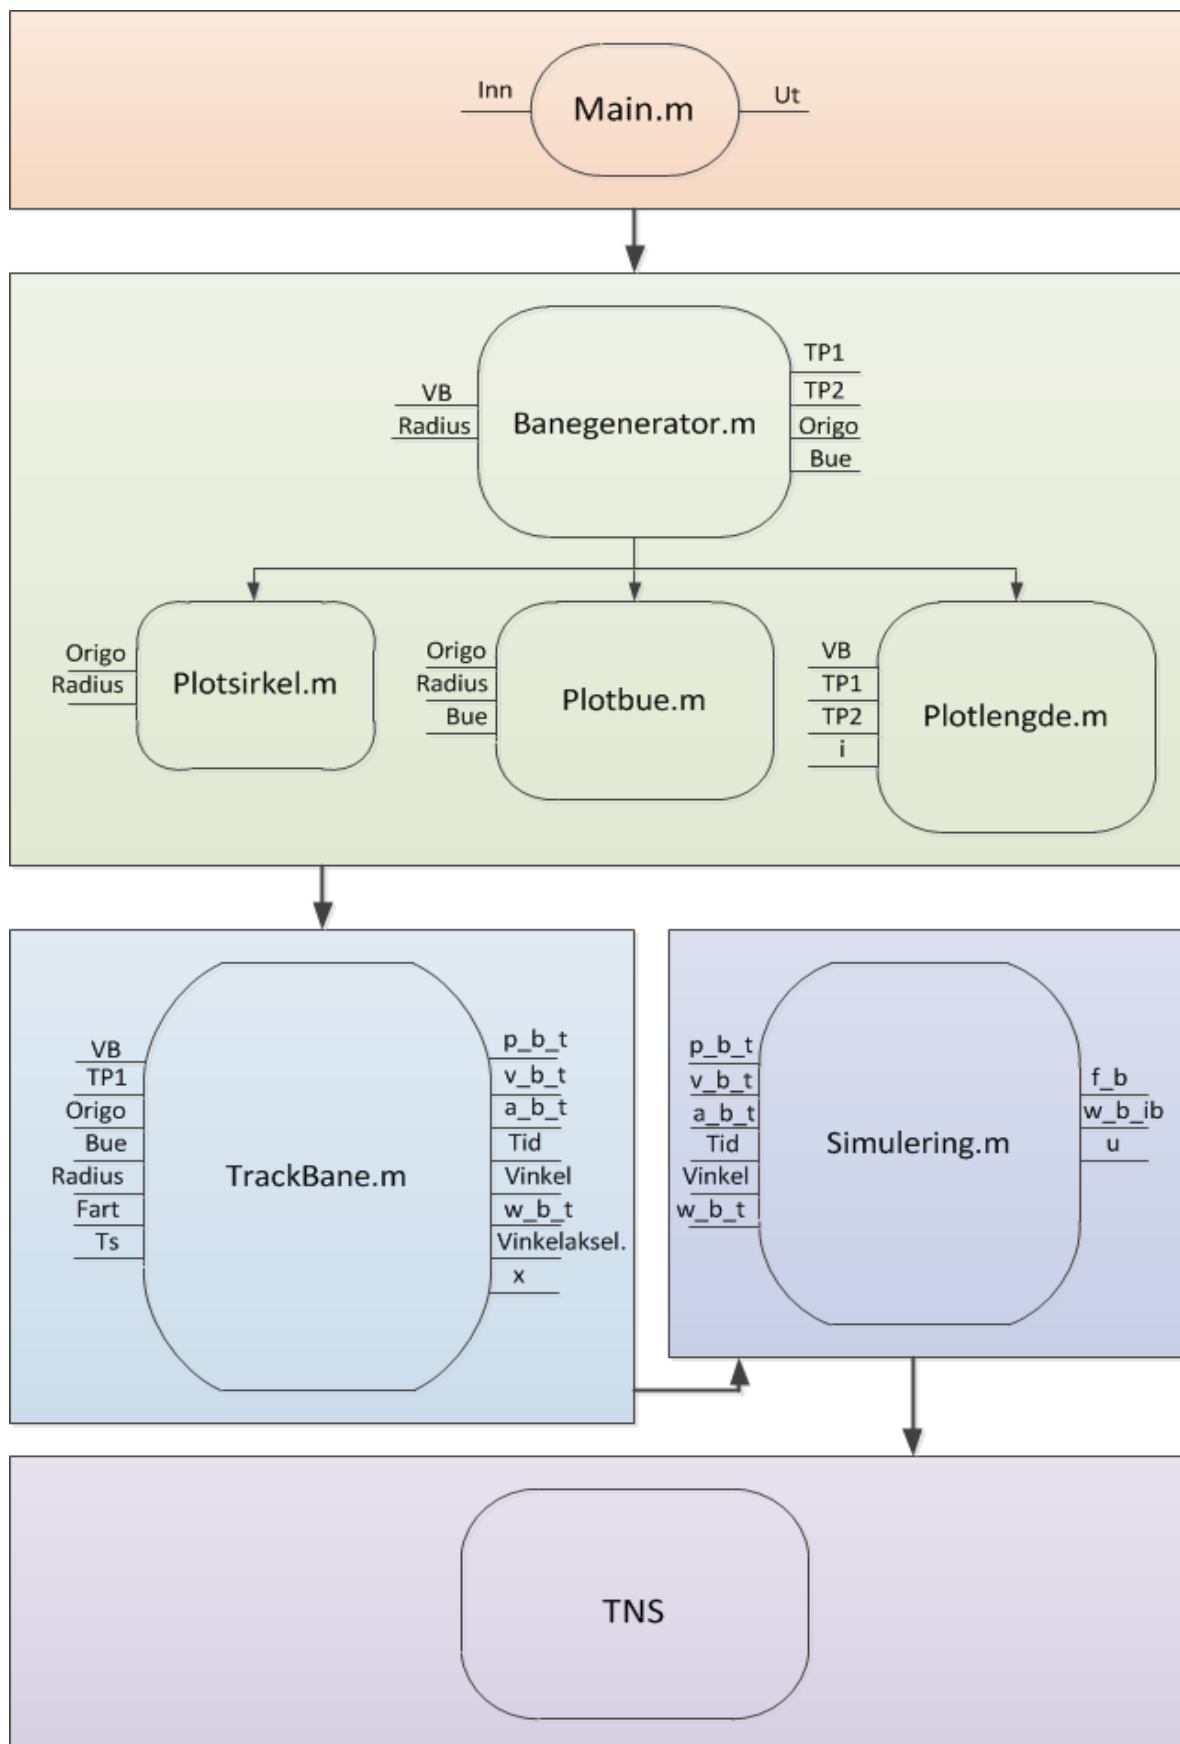 Inn
Main.m
Ut
VB
Radius
Banegenerator.m
TP1
TP2
Origo
Bue
Origo
Radius
Plotsirkel.m
Origo
Radius
Bue
Plotbue.m
VB
TP1
TP2
i
Plotlengde.m
VB
TP1
Origo
Bue
Radius
Fart
Ts
TrackBane.m
p_b_t
v_b_t
a_b_t
Tid
Vinkel
w_b_t
Vinkelaksel.
x
p_b_t
v_b_t
a_b_t
Tid
Vinkel
w_b_t
Simulering.m
f_b
w_b_ib
u
TNS